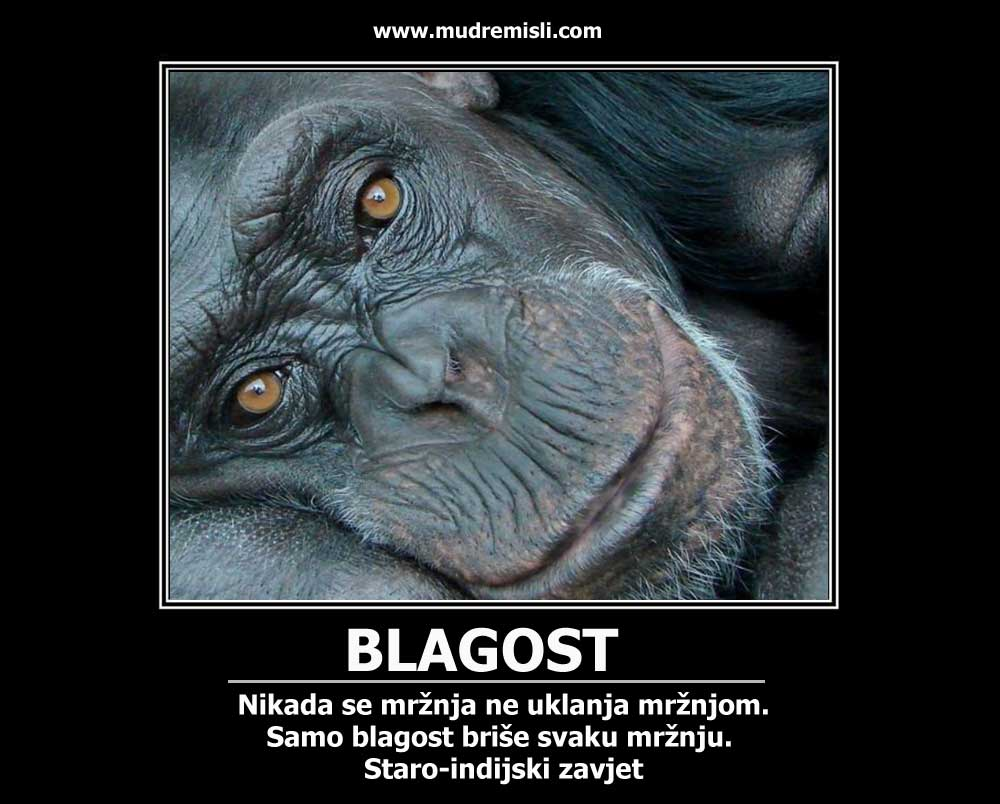 www.mudremisli.com
BLAGOST
Nikada se mržnja ne uklanja mržnjom.
Samo blagost briše svaku mržnju.
Staro-indijski zavjet